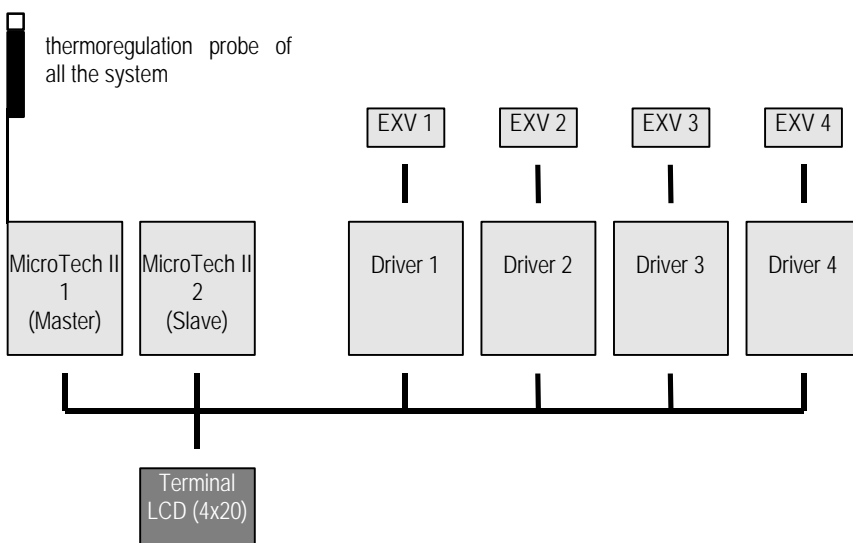 thermoregulation probe of
all the system
EXV 1
EXV 2
EXV 3
EXV 4
MicroTech II
1
(Master)
MicroTech II
2
(Slave)
Driver 1
Driver 2
Driver 3
Driver 4
Terminal
LCD (4x20)